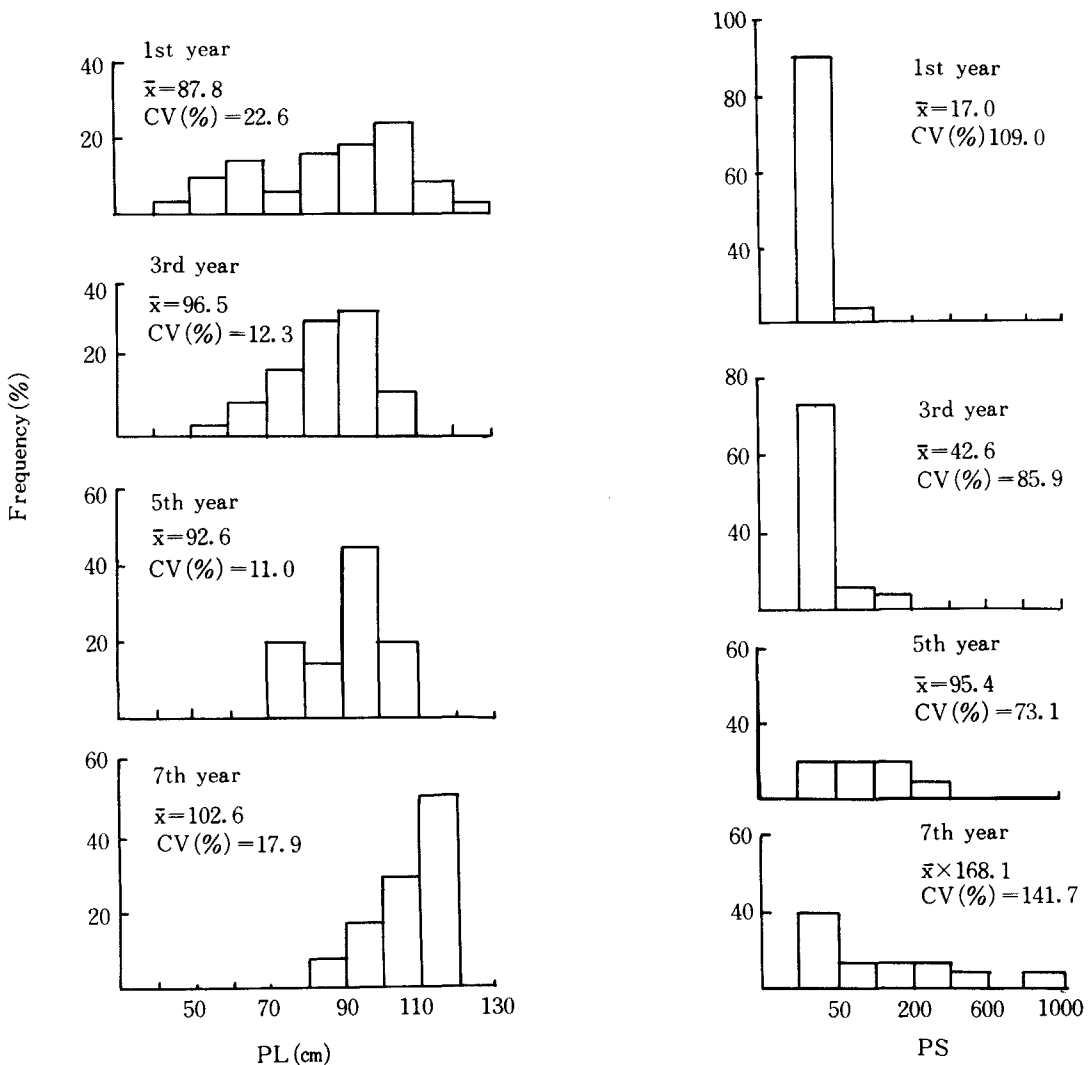 Frequency(%)
40
20
1st year
x̄=87.8
CV(%)=22.6
40
20
3rd year
x̄=96.5
CV(%)=12.3
60
40
20
5th year
x̄=92.6
CV(%)=11.0
60
40
20
7th year
x̄=102.6
CV(%)=17.9
50 70 90 110 130
PL(cm)
100
80
60
40
1st year
x̄=17.0
CV(%)109.0
80
60
40
3rd year
x̄=42.6
CV(%)=85.9
60
40
5th year
x̄=95.4
CV(%)=73.1
60
40
7th year
x̄×168.1
CV(%)=141.7
50 200 600 1000
PS